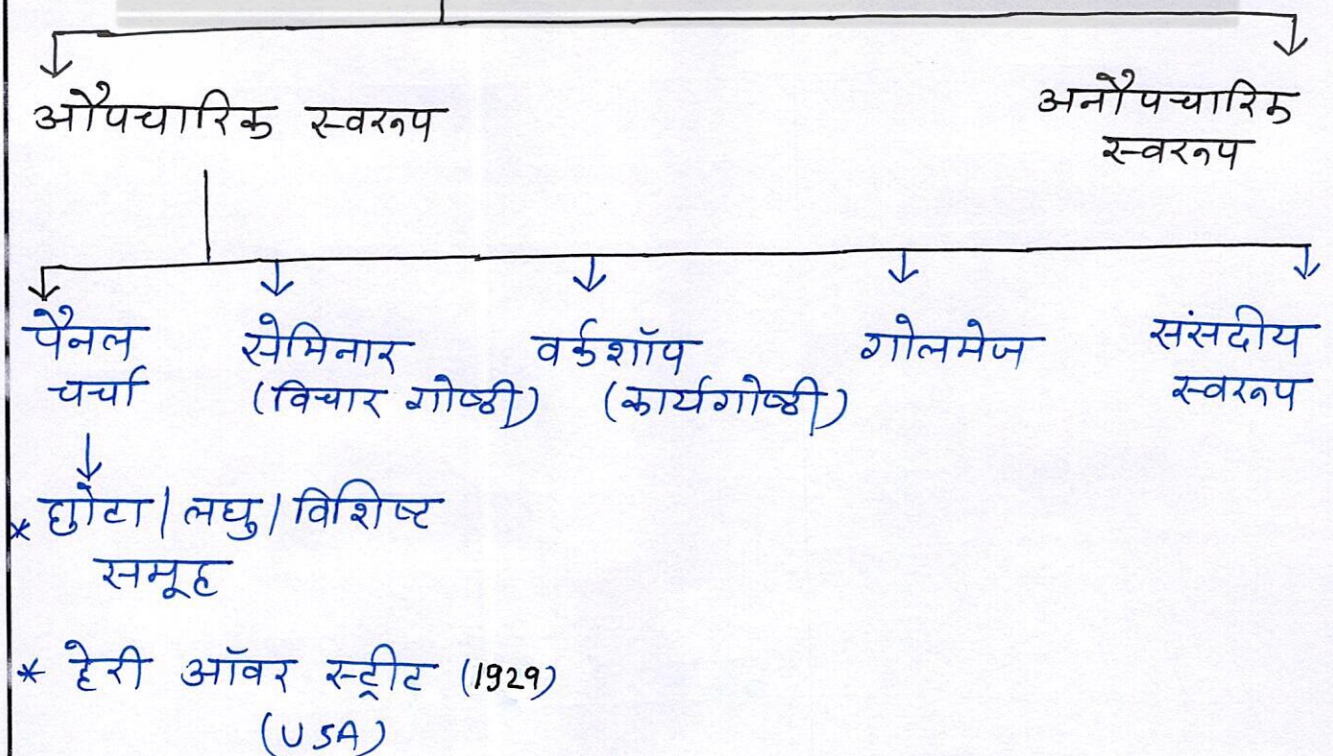 औपचारिक स्वरूप
अनौपचारिक
स्वरूप
पैनल
चर्चा
सेमिनार
(विचार गोष्ठी)
वर्कशॉप
(कार्यगोष्ठी)
गोलमेज
संसदीय
स्वरूप
* छोटा | लघु | विशिष्ट
समूह
* हेरी ऑवर स्ट्रीट (1929)
(USA)